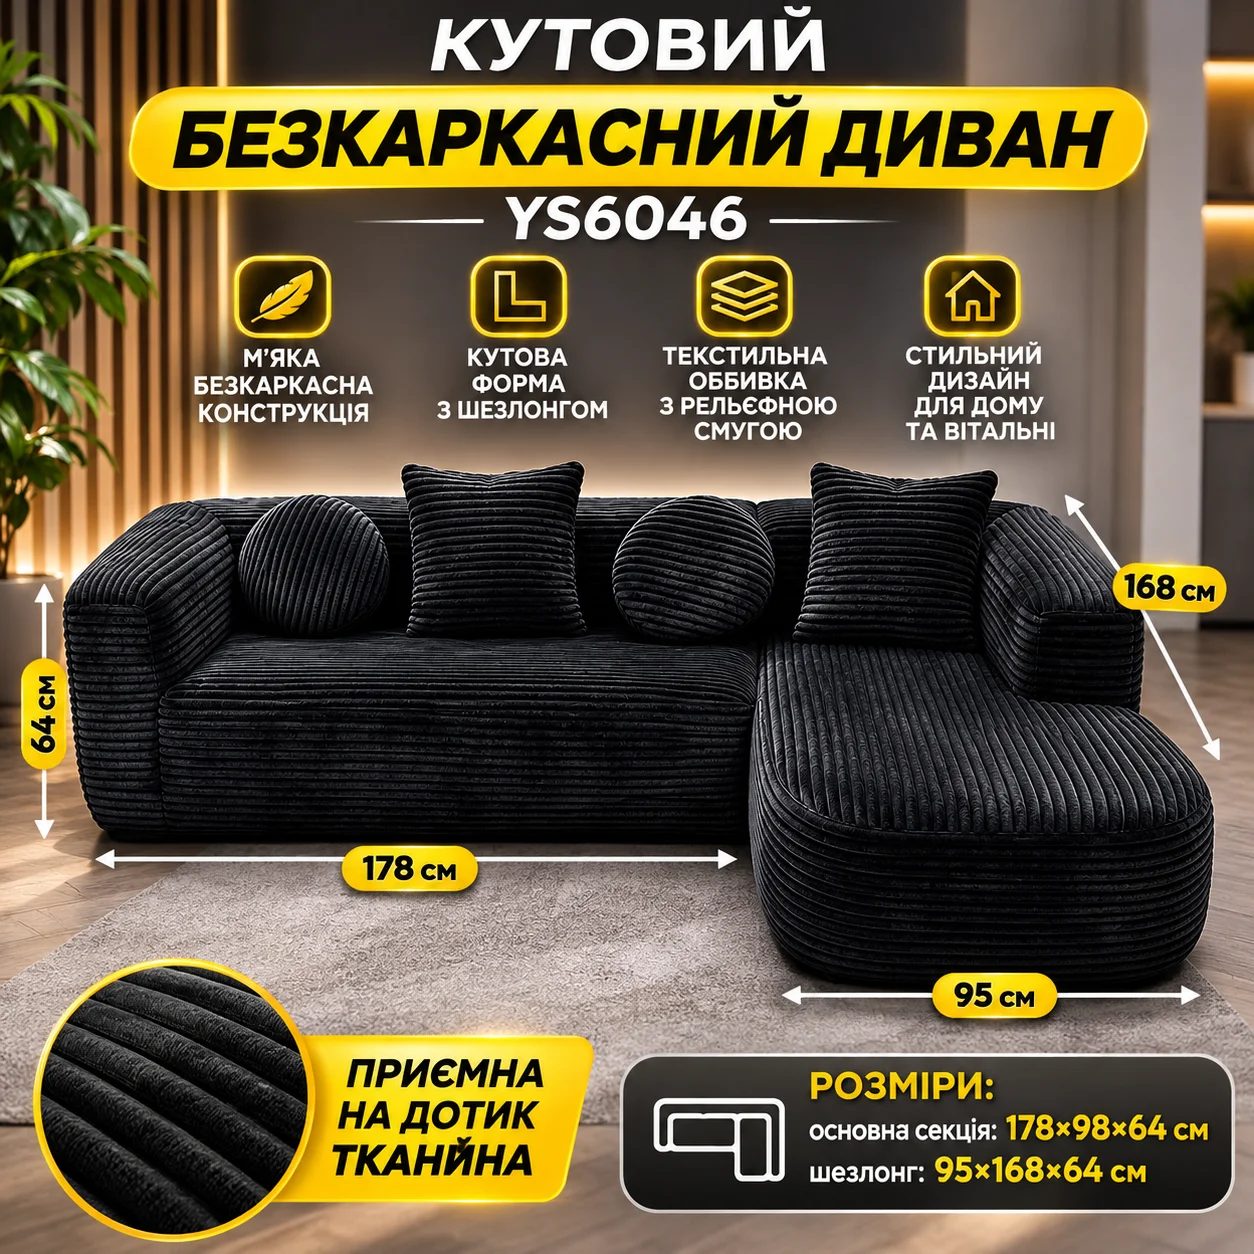 КУТОВИЙ
БЕЗКАРКАСНИЙ ДИВАН
YS6046
М'ЯКА
БЕЗКАРКАСНА
КОНСТРУКЦІЯ
КУТОВА
ФОРМА
З ШЕЗЛОНГОМ
ТЕКСТИЛЬНА
ОББИВКА
З РЕЛЬЄФНОЮ
СМУГОЮ
СТИЛЬНИЙ
ДИЗАЙН
ДЛЯ ДОМУ
ТА ВІТАЛЬНІ
168 см
64 см
178 см
95 см
ПРИЄМНА
НА ДОТИК
ТКАНЙНА
РОЗМІРИ:
основна секція: 178×98×64 см
шезлонг: 95×168×64 см